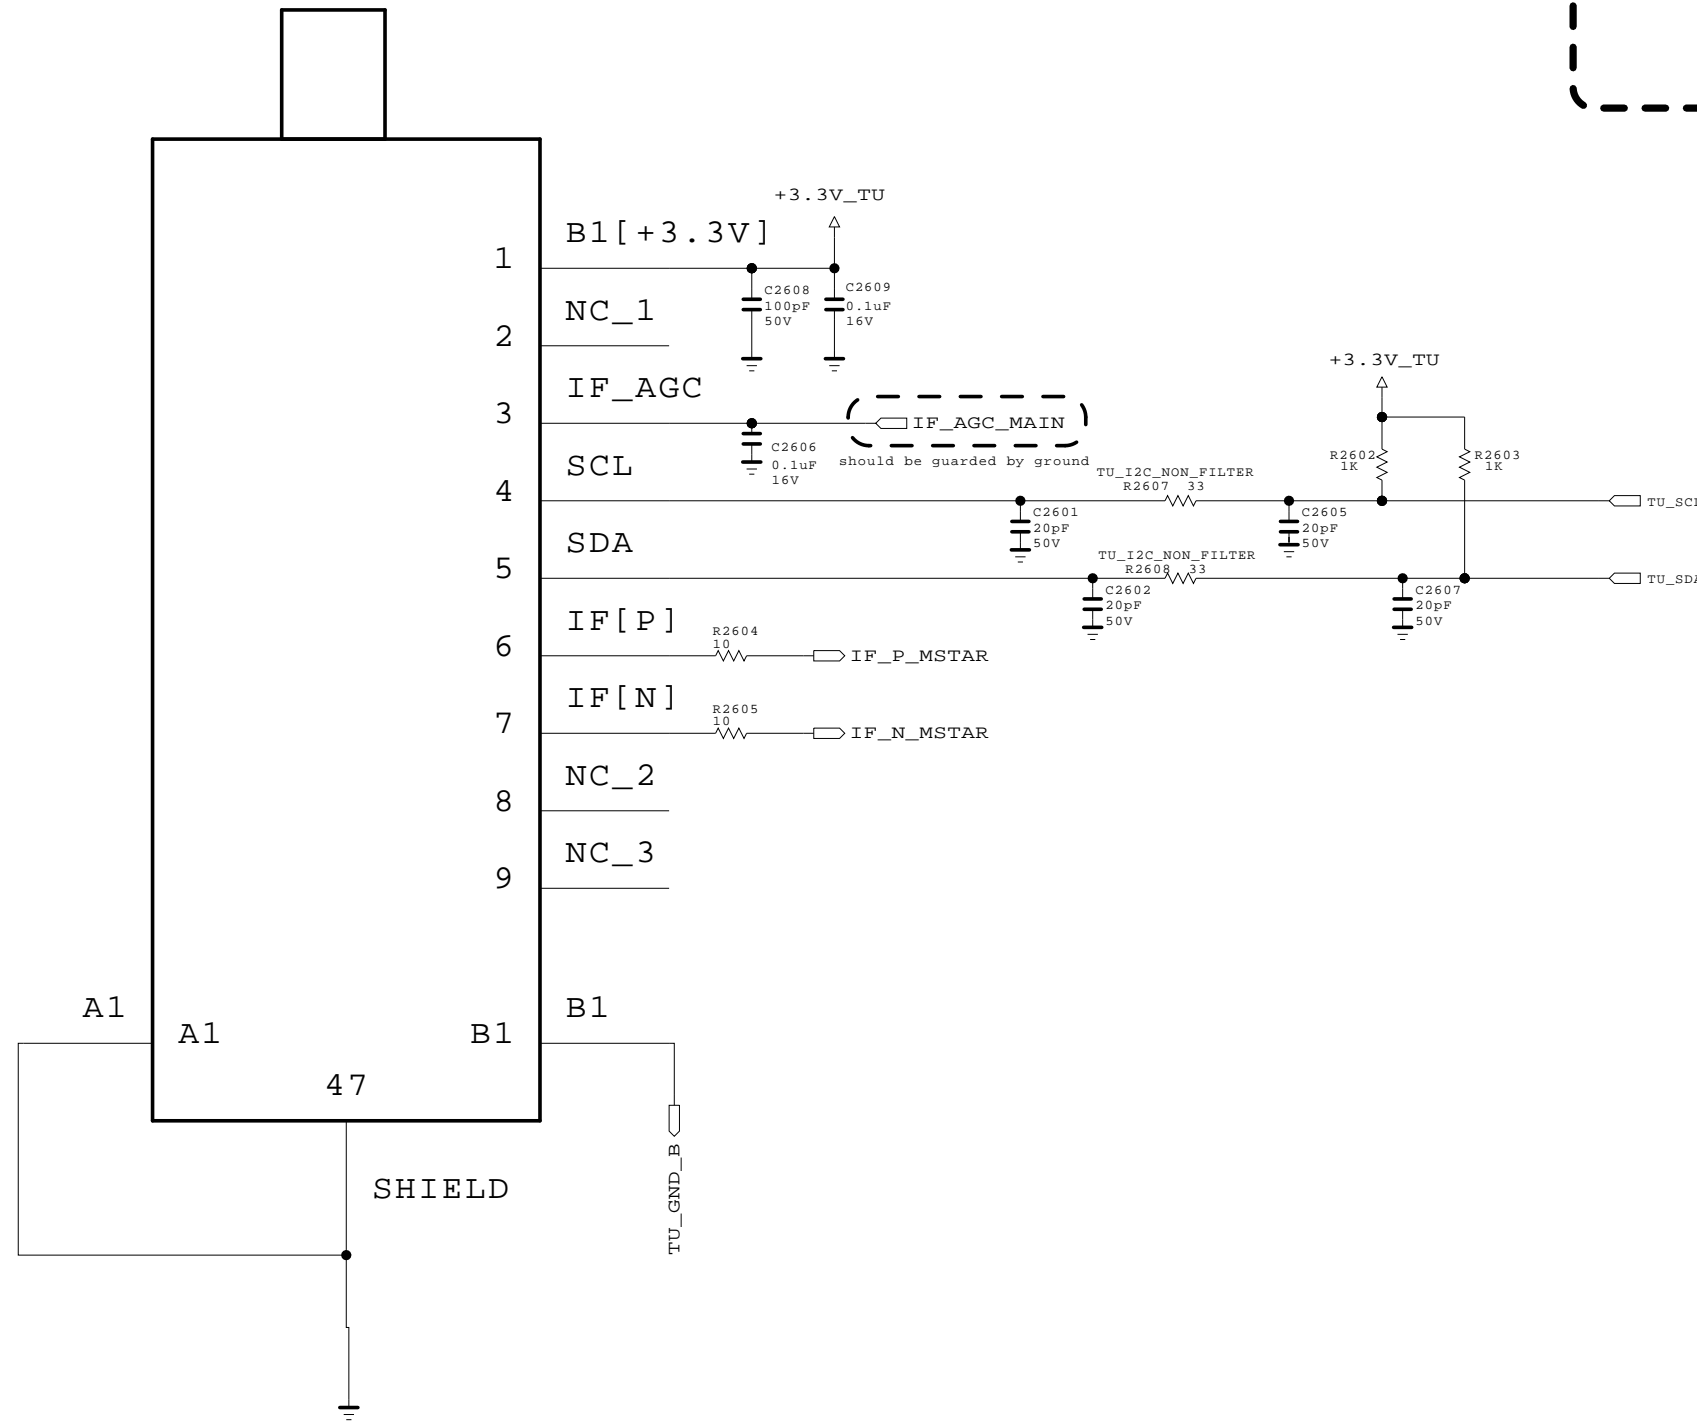 +3.3V_TU
B1[+3.3V]
1
C2608
100pF
50V
C2609
0.1uF
16V
NC_1
2
+3.3V_TU
IF_AGC
3
IF_AGC_MAIN
C2606
0.1uF
16V
should be guarded by ground
R2602
1K
R2603
1K
SCL
4
TU_I2C_NON_FILTER
R2607 33
C2601
20pF
50V
C2605
20pF
50V
TU_SCL
SDA
5
TU_I2C_NON_FILTER
R2608 33
C2602
20pF
50V
C2607
20pF
50V
TU_SDA
IF[P]
6
R2604
10
IF_P_MSTAR
IF[N]
7
R2605
10
IF_N_MSTAR
NC_2
8
NC_3
9
A1
A1
B1
B1
47
SHIELD
TU_GND_B